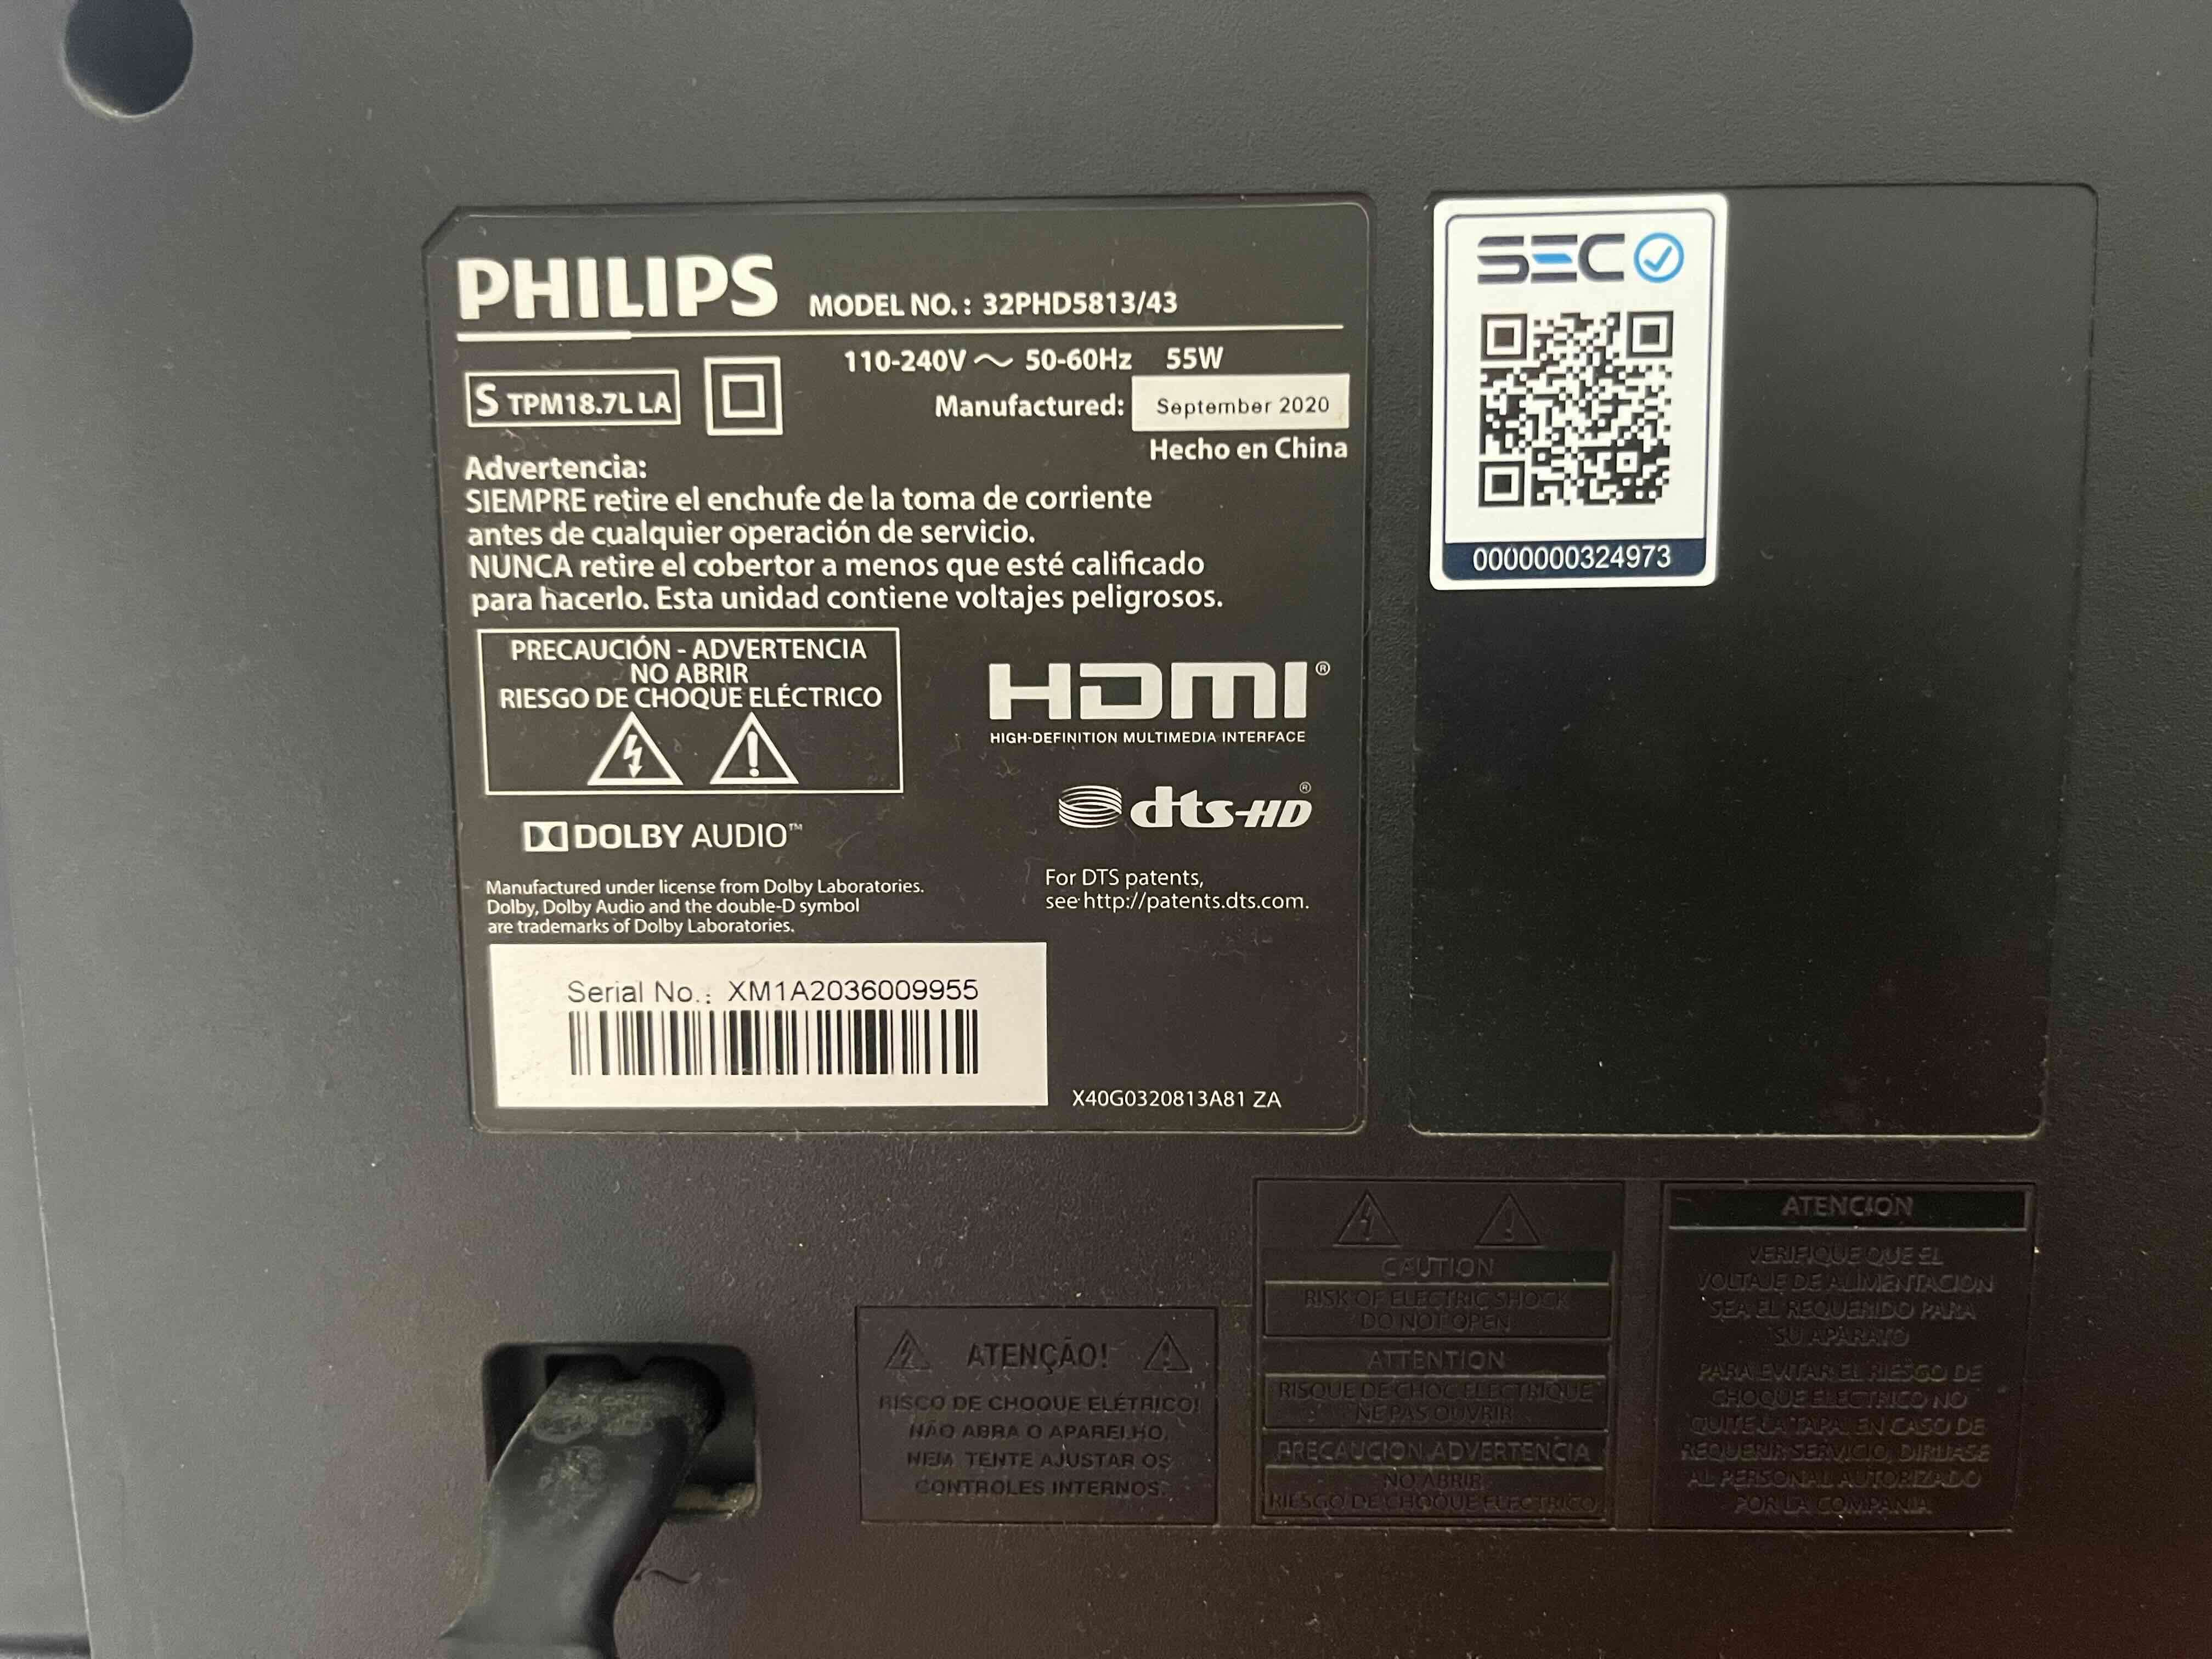 PHILIPS MODEL NO. : 32PHD5813/43
110-240V ~ 50-60Hz 55W
S TPM18.7L LA
Manufactured: September 2020
Hecho en China
Advertencia:
SIEMPRE retire el enchufe de la toma de corriente
antes de cualquier operación de servicio.
NUNCA retire el cobertor a menos que esté calificado
para hacerlo. Esta unidad contiene voltajes peligrosos.
PRECAUCIÓN - ADVERTENCIA
NO ABRIR
RIESGO DE CHOQUE ELÉCTRICO
HDMI®
HIGH-DEFINITION MULTIMEDIA INTERFACE
dts-HD®
DOLBY AUDIO™
For DTS patents,
see http://patents.dts.com.
Manufactured under license from Dolby Laboratories.
Dolby, Dolby Audio and the double-D symbol
are trademarks of Dolby Laboratories.
Serial No.: XM1A2036009955
X40G0320813A81 ZA
SEC
0000000324973
ATENÇÃO!
RISCO DE CHOQUE ELÉTRICO!
NÃO ABRA O APARELHO,
NEM TENTE AJUSTAR OS
CONTROLES INTERNOS.
CAUTION
RISK OF ELECTRIC SHOCK
DO NOT OPEN
ATTENTION
RISQUE DE CHOC ELECTRIQUE
NE PAS OUVRIR
PRECAUCION, ADVERTENCIA
NO ABRIR
RIESGO DE CHOQUE ELECTRICO
ATENCION
VERIFIQUE QUE EL
VOLTAJE DE ALIMENTACION
SEA EL REQUERIDO PARA
SU APARATO
PARA EVITAR EL RIESGO DE
CHOQUE ELECTRICO NO
QUITE LA TAPA. EN CASO DE
REQUERIR SERVICIO, DIRIJASE
AL PERSONAL AUTORIZADO
POR LA COMPANIA.